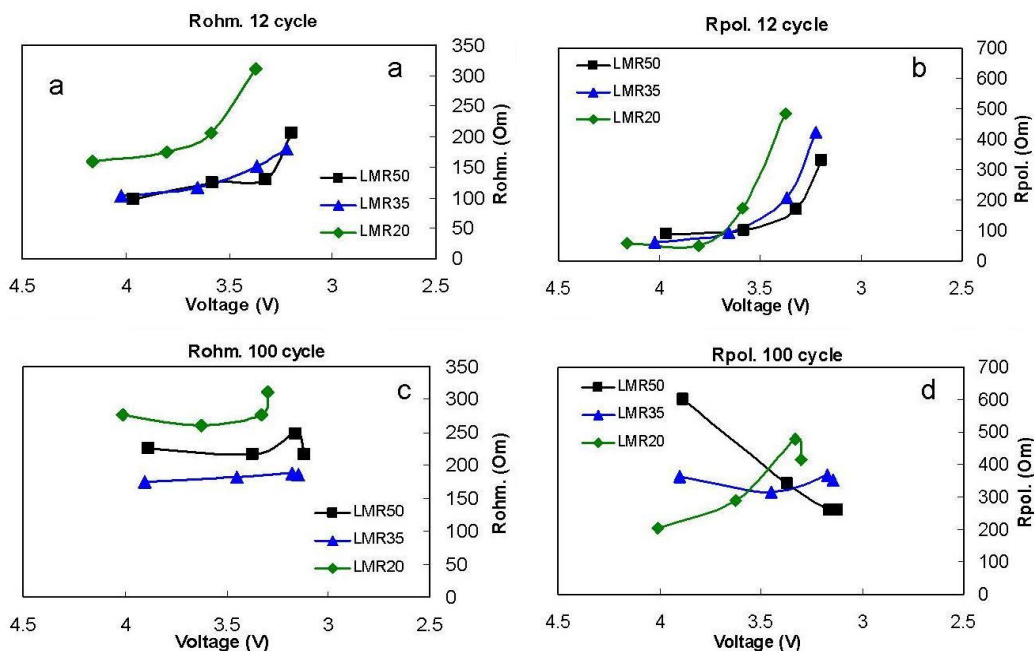 Rohm. 12 cycle
a
a
350
300
250
200
150
100
50
0
Rohm. (Om)
LMR50
LMR35
LMR20
4.5
4
3.5
3
2.5
Voltage (V)
Rpol. 12 cycle
b
700
600
500
400
300
200
100
0
Rpol. (Om)
LMR50
LMR35
LMR20
4.5
4
3.5
3
2.5
Voltage (V)
Rohm. 100 cycle
c
350
300
250
200
150
100
50
0
Rohm. (Om)
LMR50
LMR35
LMR20
4.5
4
3.5
3
2.5
Voltage (V)
Rpol. 100 cycle
d
700
600
500
400
300
200
100
0
Rpol. (Om)
LMR50
LMR35
LMR20
4.5
4
3.5
3
2.5
Voltage (V)